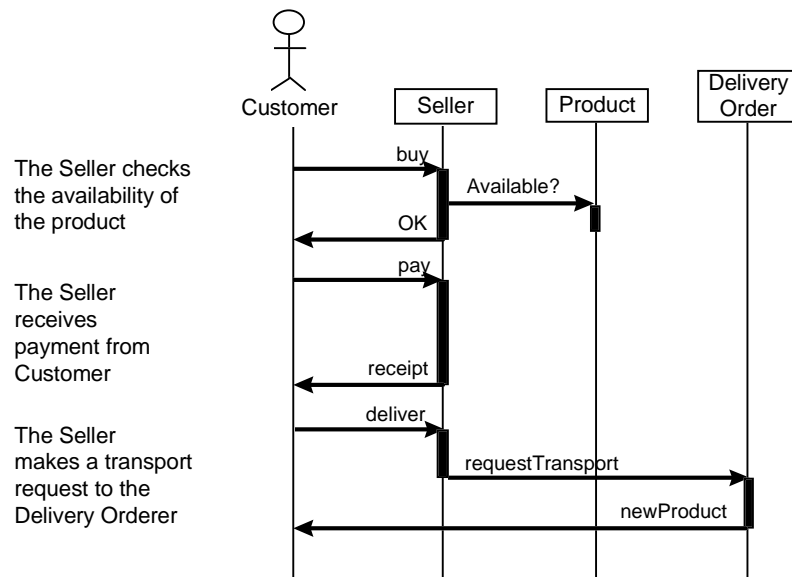 Customer
Seller
Product
Delivery
Order
The Seller checks
the availability of
the product
buy
Available?
OK
The Seller
receives
payment from
Customer
pay
receipt
The Seller
makes a transport
request to the
Delivery Orderer
deliver
requestTransport
newProduct